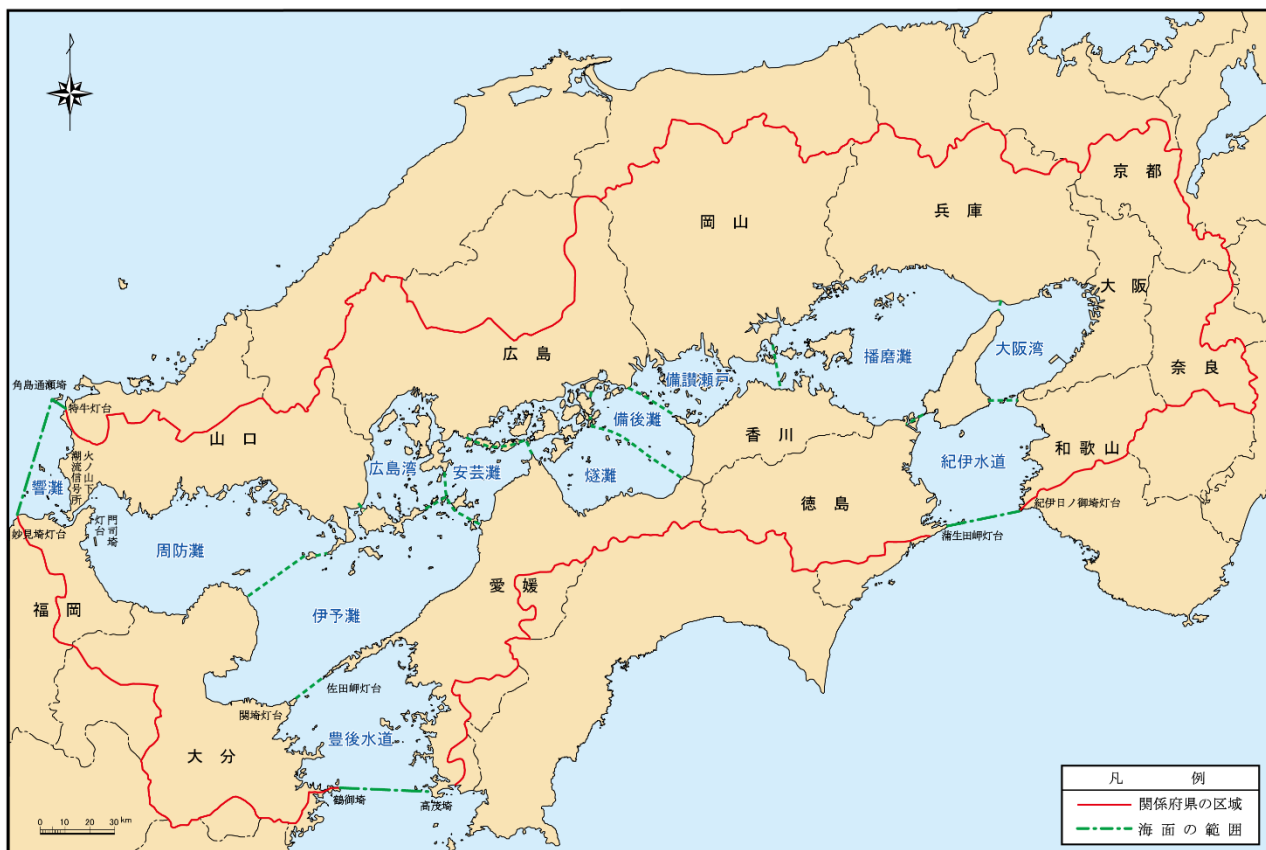 京都
兵庫
岡山
大阪
広島
播磨灘
大阪湾
奈良
備讃瀬戸
角島通瀬埼
特牛灯台
備後灘
香川
山口
和歌山
火ノ山下
潮流信号所
広島湾
安芸灘
燧灘
紀伊水道
響灘
徳島
紀伊日ノ御埼灯台
妙見埼灯台
門司埼
灯台
蒲生田岬灯台
周防灘
愛媛
福岡
伊予灘
佐田岬灯台
関埼灯台
豊後水道
大分
鶴御埼
高茂埼
0 10 20 30 km
凡例
関係府県の区域
海面の範囲